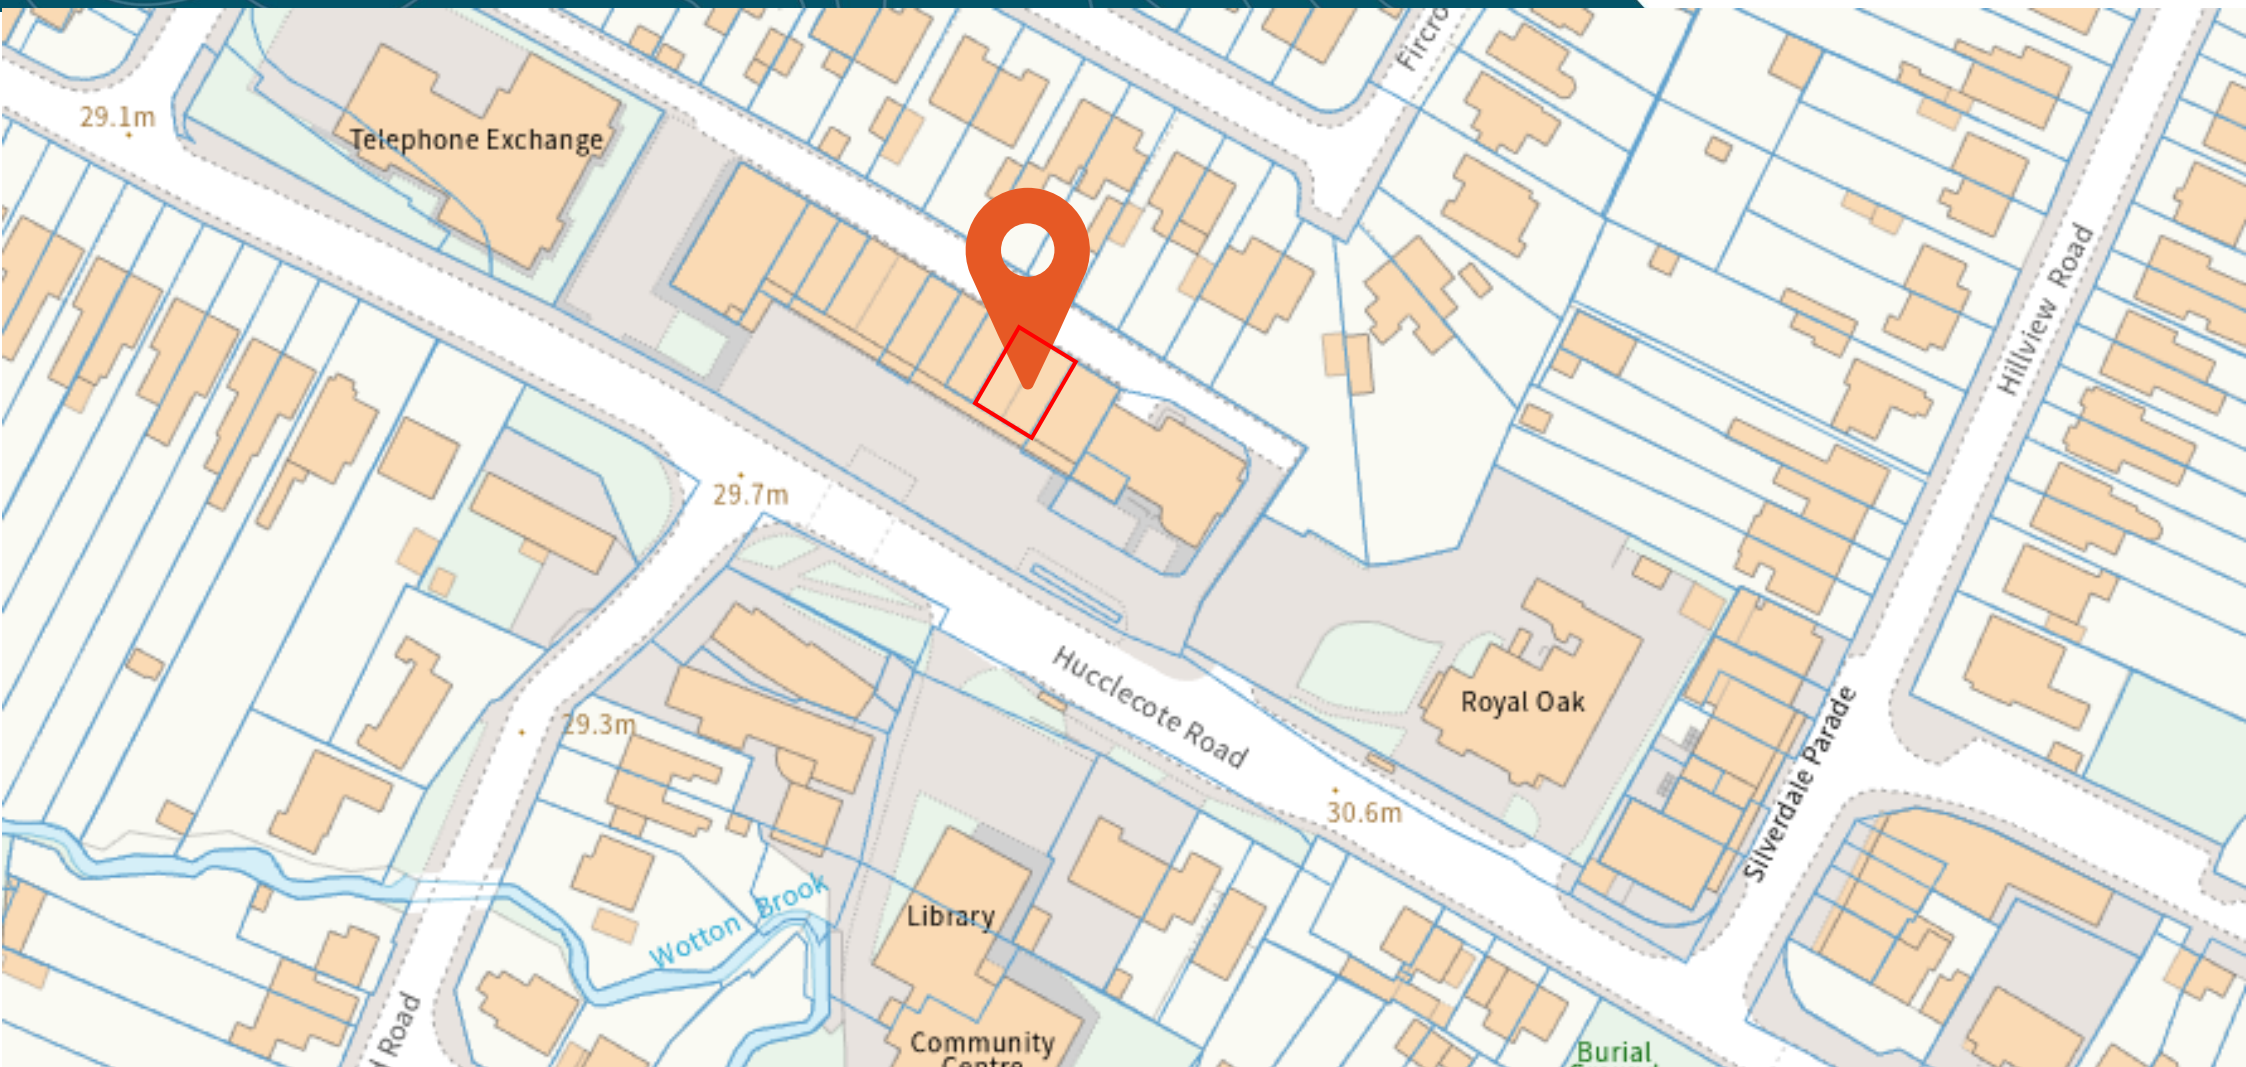 Fircro
29.1m
Telephone Exchange
Hillview Road
29.7m
Hucclecote Road
Royal Oak
29.3m
30.6m
Silverdale Parade
Wotton Brook
Library
Road
Community
Centre
Burial